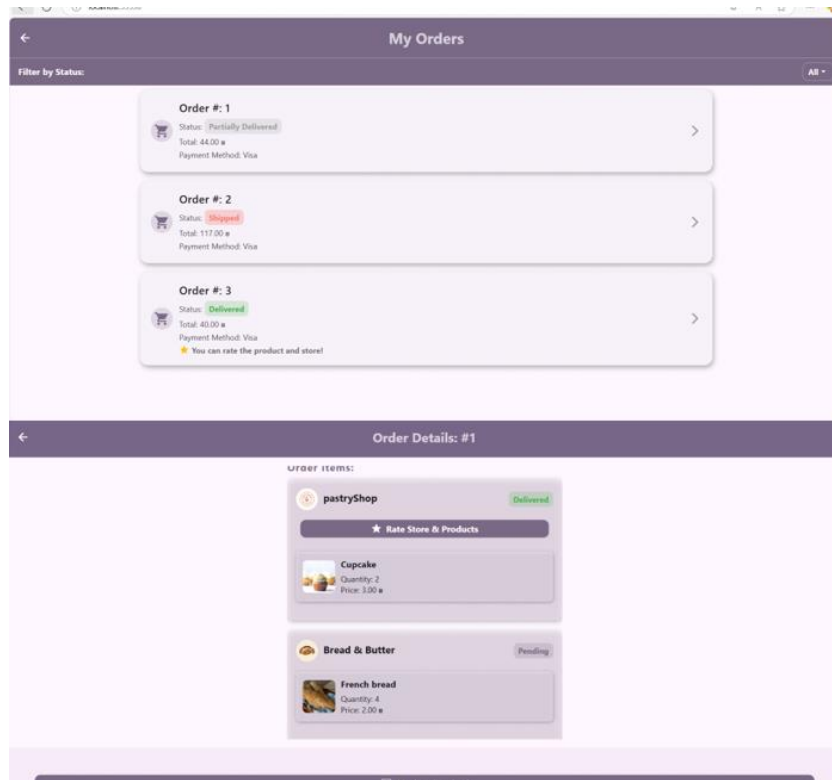 My Orders
Filter by Status:
All
Order #: 1
Status: Partially Delivered
Total: 44.00
Payment Method: Visa
Order #: 2
Status: Shipped
Total: 117.00
Payment Method: Visa
Order #: 3
Status: Delivered
Total: 40.00
Payment Method: Visa
You can rate the product and store!
Order Details: #1
Order Items:
pastryShop
Delivered
Rate Store & Products
Cupcake
Quantity: 2
Price: 3.00
Bread & Butter
Pending
French bread
Quantity: 4
Price: 2.00